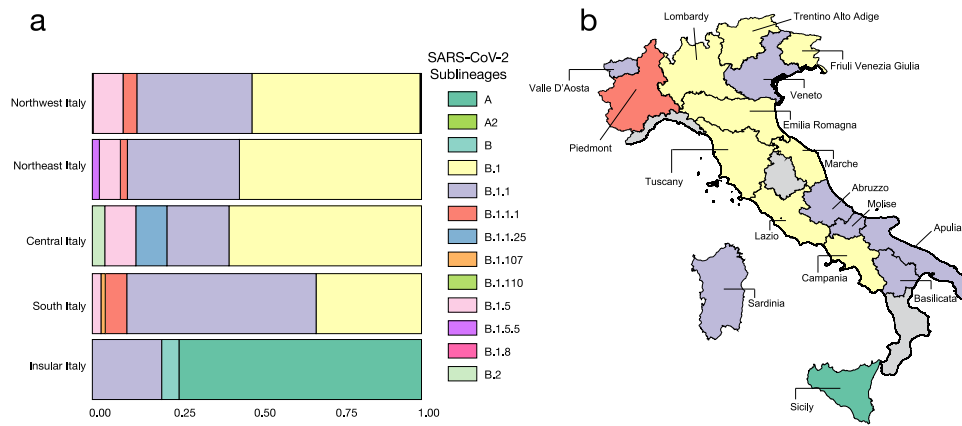 a
SARS-CoV-2
Sublineages
Northwest Italy
Northeast Italy
Central Italy
South Italy
Insular Italy
0.00 0.25 0.50 0.75 1.00
A
A2
B
B.1
B.1.1
B.1.1.1
B.1.1.25
B.1.107
B.1.110
B.1.5
B.1.5.5
B.1.8
B.2
b
Lombardy
Trentino Alto Adige
Friuli Venezia Giulia
Valle D'Aosta
Veneto
Emilia Romagna
Piedmont
Marche
Tuscany
Abruzzo
Molise
Apulia
Lazio
Campania
Basilicata
Sardinia
Sicily